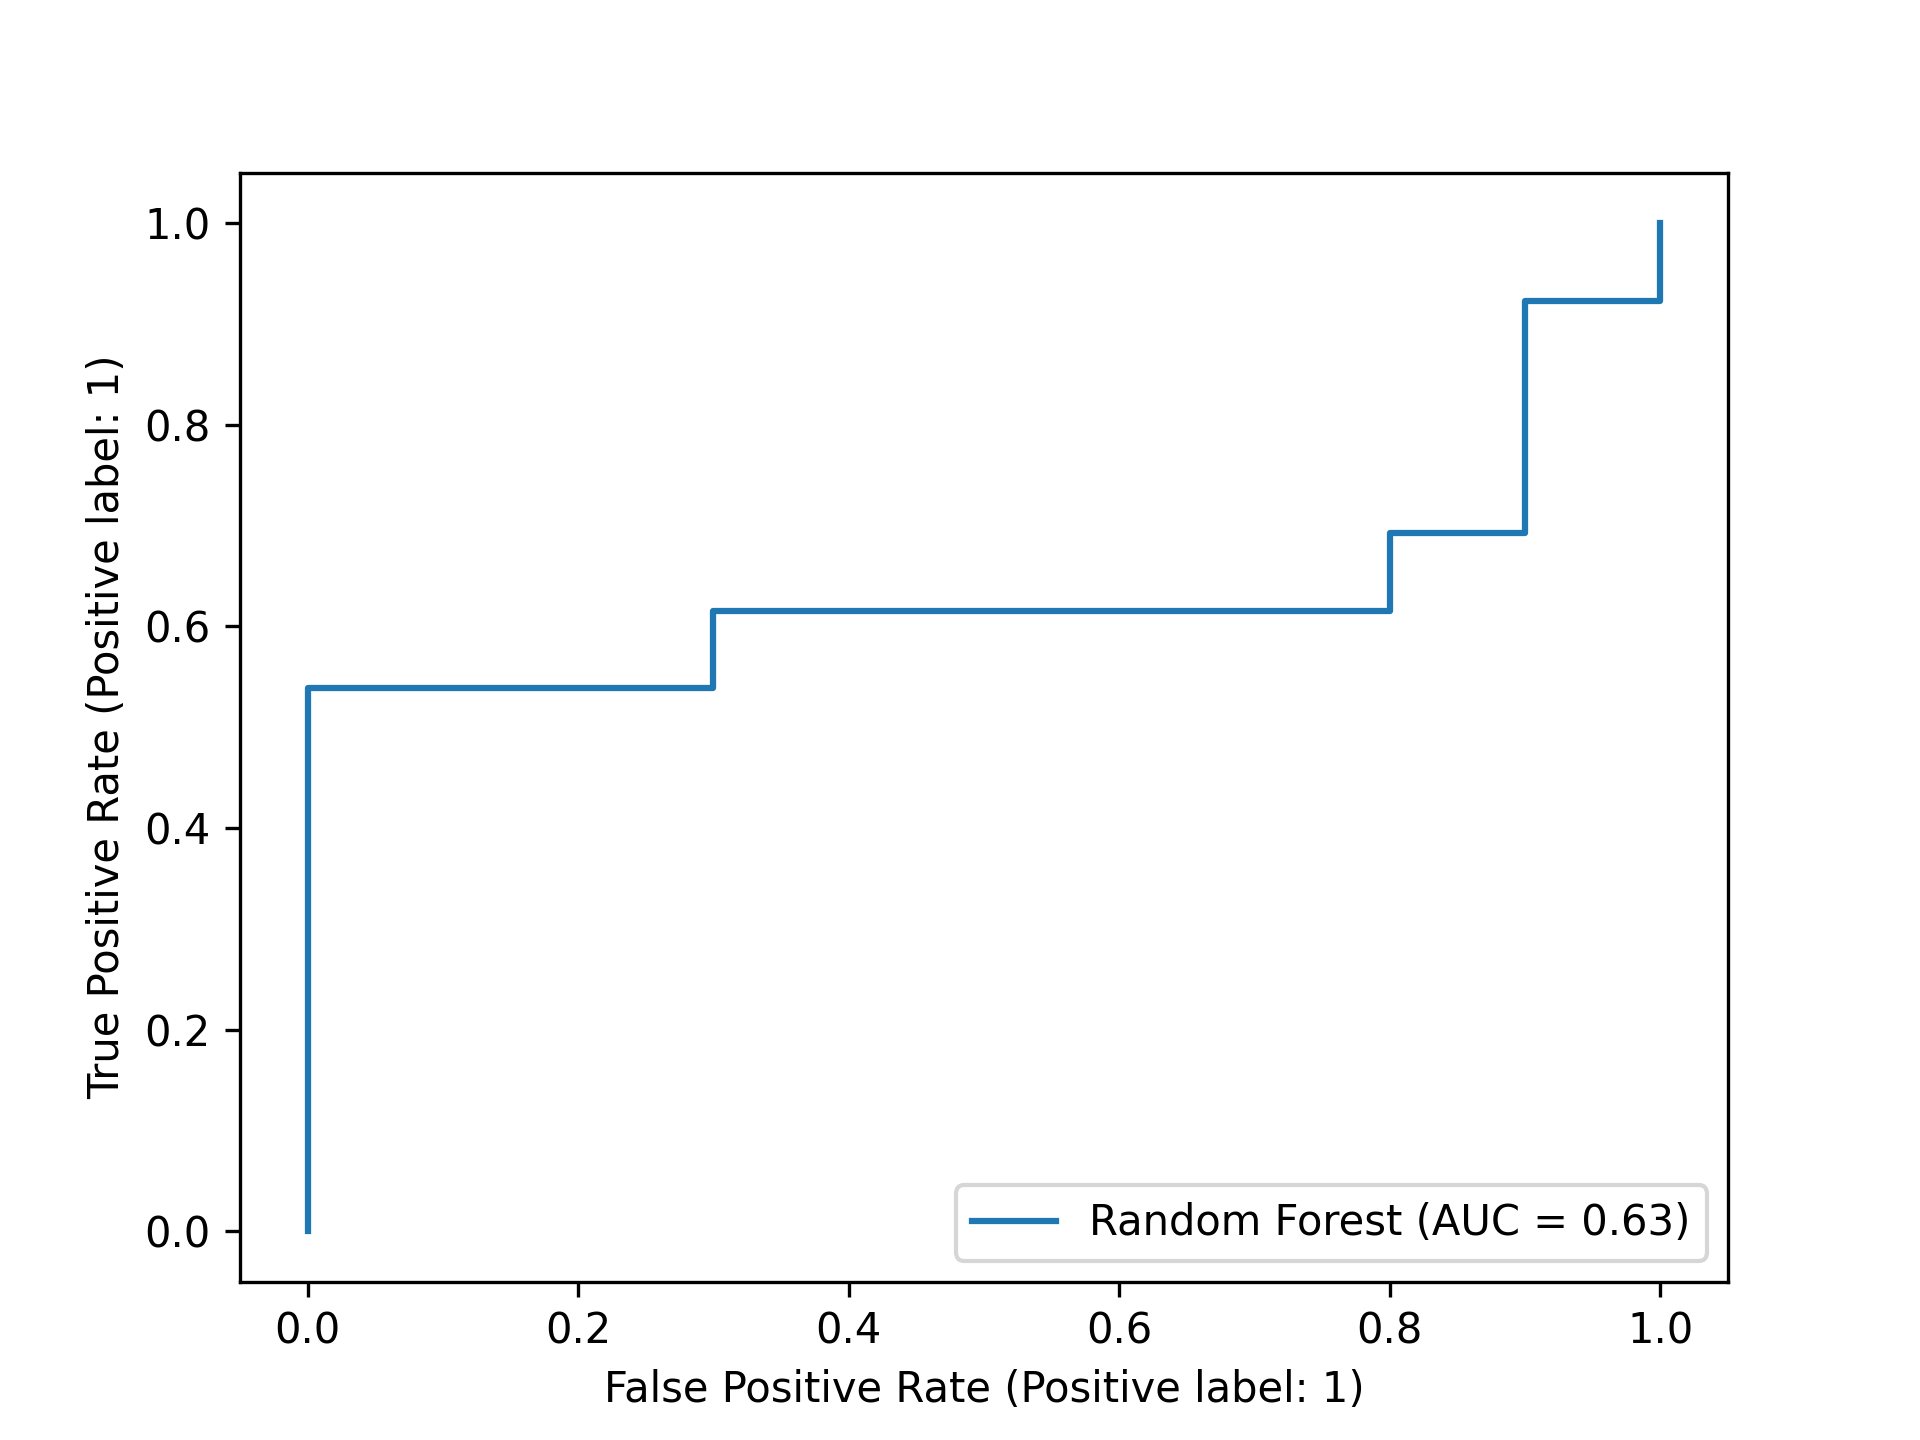 True Positive Rate (Positive label: 1)
1.0
0.8
0.6
0.4
0.2
0.0
Random Forest (AUC = 0.63)
0.0 0.2 0.4 0.6 0.8 1.0
False Positive Rate (Positive label: 1)